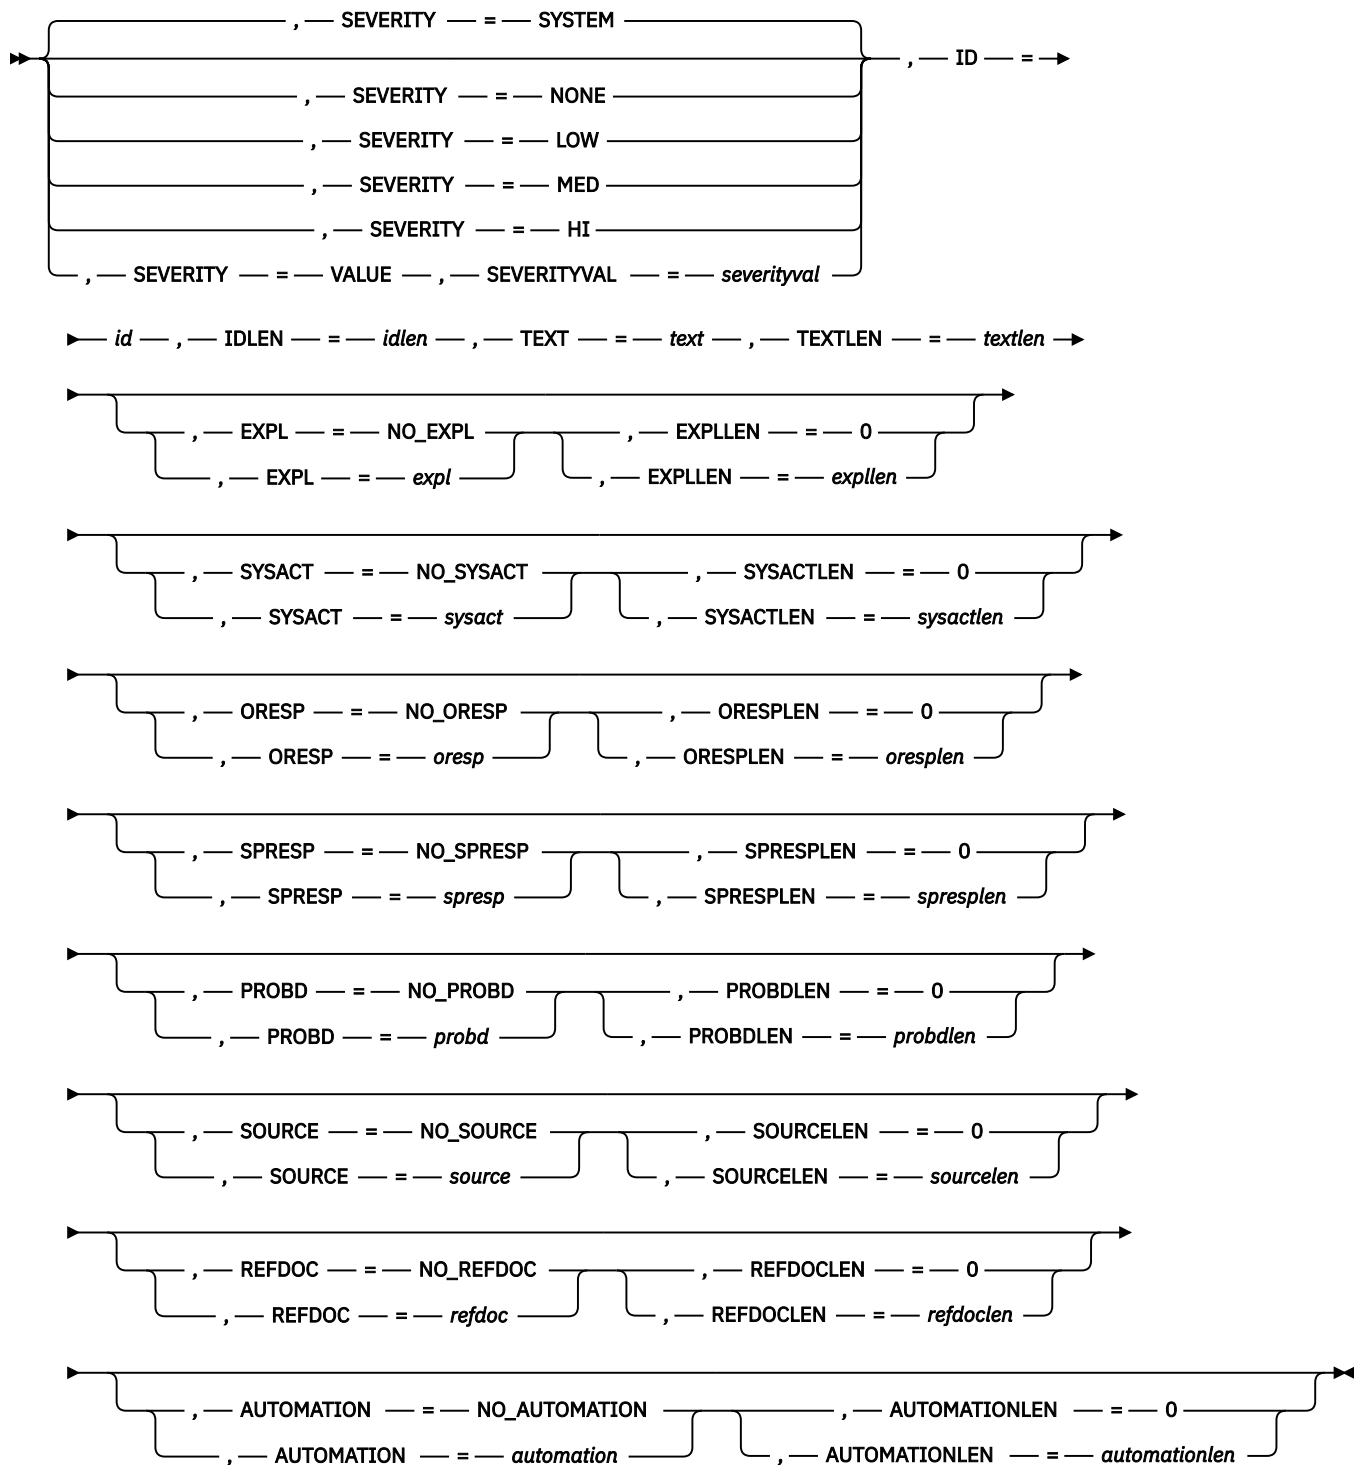 , SEVERITY = SYSTEM
, ID =
, SEVERITY = NONE
, SEVERITY = LOW
, SEVERITY = MED
, SEVERITY = HI
, SEVERITY = VALUE , SEVERITYVAL = severityval
id , IDLEN = idlen , TEXT = text , TEXTLEN = textlen
, EXPL = NO_EXPL , EXPLLEN = 0
, EXPL = expl , EXPLLEN = expllen
, SYSACT = NO_SYSACT , SYSACTLEN = 0
, SYSACT = sysact , SYSACTLEN = sysactlen
, ORESP = NO_ORESP , ORESPLEN = 0
, ORESP = oresp , ORESPLEN = oresplen
, SPRESP = NO_SPRESP , SPRESPLEN = 0
, SPRESP = spresp , SPRESPLEN = spresplen
, PROBD = NO_PROBD , PROBDLEN = 0
, PROBD = probd , PROBDLEN = probdlen
, SOURCE = NO_SOURCE , SOURCELEN = 0
, SOURCE = source , SOURCELEN = sourcelen
, REFDOC = NO_REFDOC , REFDOCLEN = 0
, REFDOC = refdoc , REFDOCLEN = refdoclen
, AUTOMATION = NO_AUTOMATION , AUTOMATIONLEN = 0
, AUTOMATION = automation , AUTOMATIONLEN = automationlen